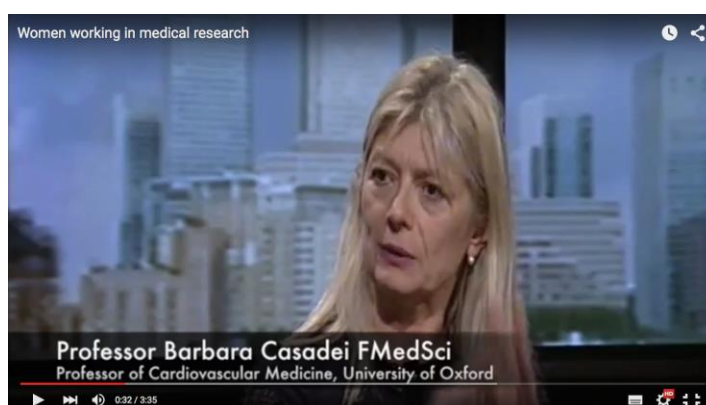 Women working in medical research
Professor Barbara Casadei FMedSci
Professor of Cardiovascular Medicine, University of Oxford
0:32 / 3:35
HD